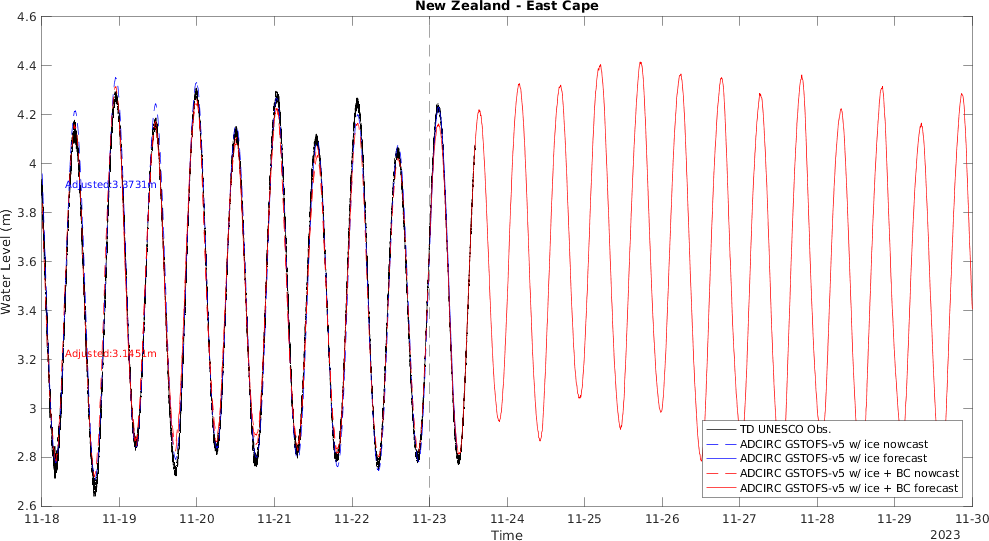 New Zealand - East Cape
4.6
4.4
4.2
4
3.8
3.6
3.4
3.2
3
2.8
2.6
Water Level (m)
Adjusted:3.3731m
Adjusted:3.1451m
TD UNESCO Obs.
ADCIRC GSTOFS-v5 w/ ice nowcast
ADCIRC GSTOFS-v5 w/ ice forecast
ADCIRC GSTOFS-v5 w/ ice + BC nowcast
ADCIRC GSTOFS-v5 w/ ice + BC forecast
11-18 11-19 11-20 11-21 11-22 11-23 11-24 11-25 11-26 11-27 11-28 11-29 11-30
Time
2023